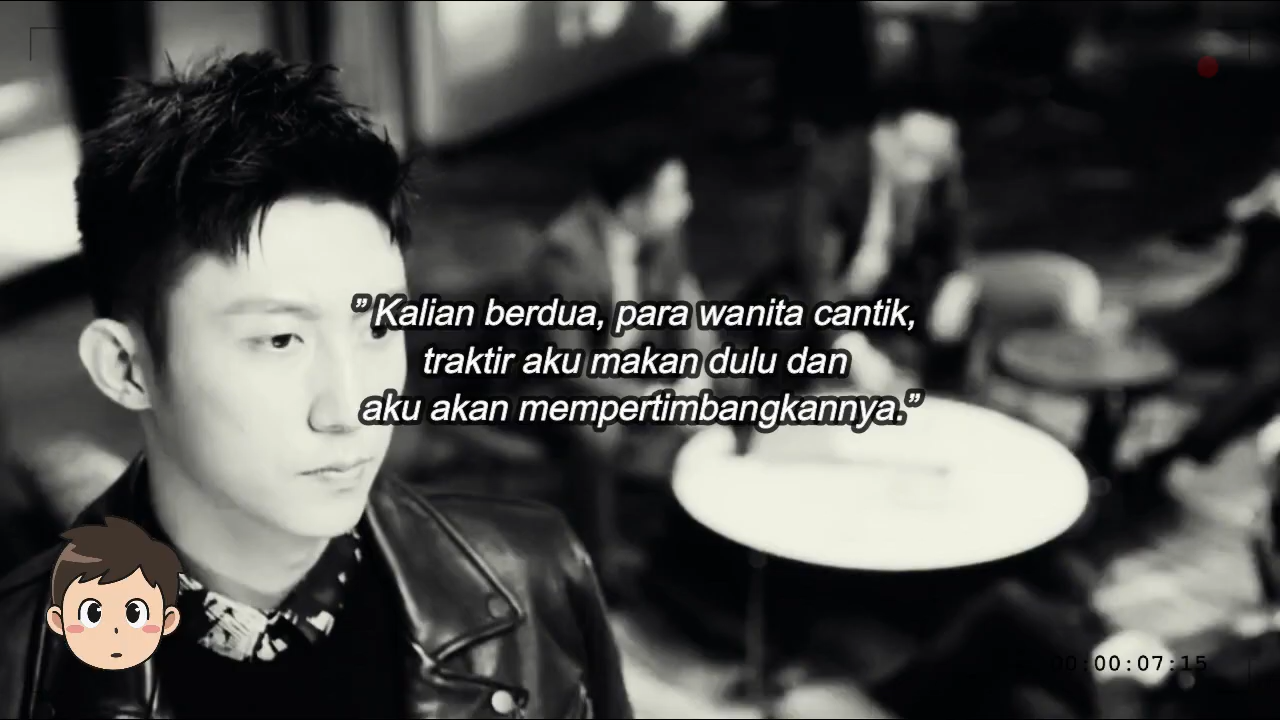 ” Kalian berdua, para wanita cantik,
traktir aku makan dulu dan
aku akan mempertimbangkannya.”
00:00:07:15